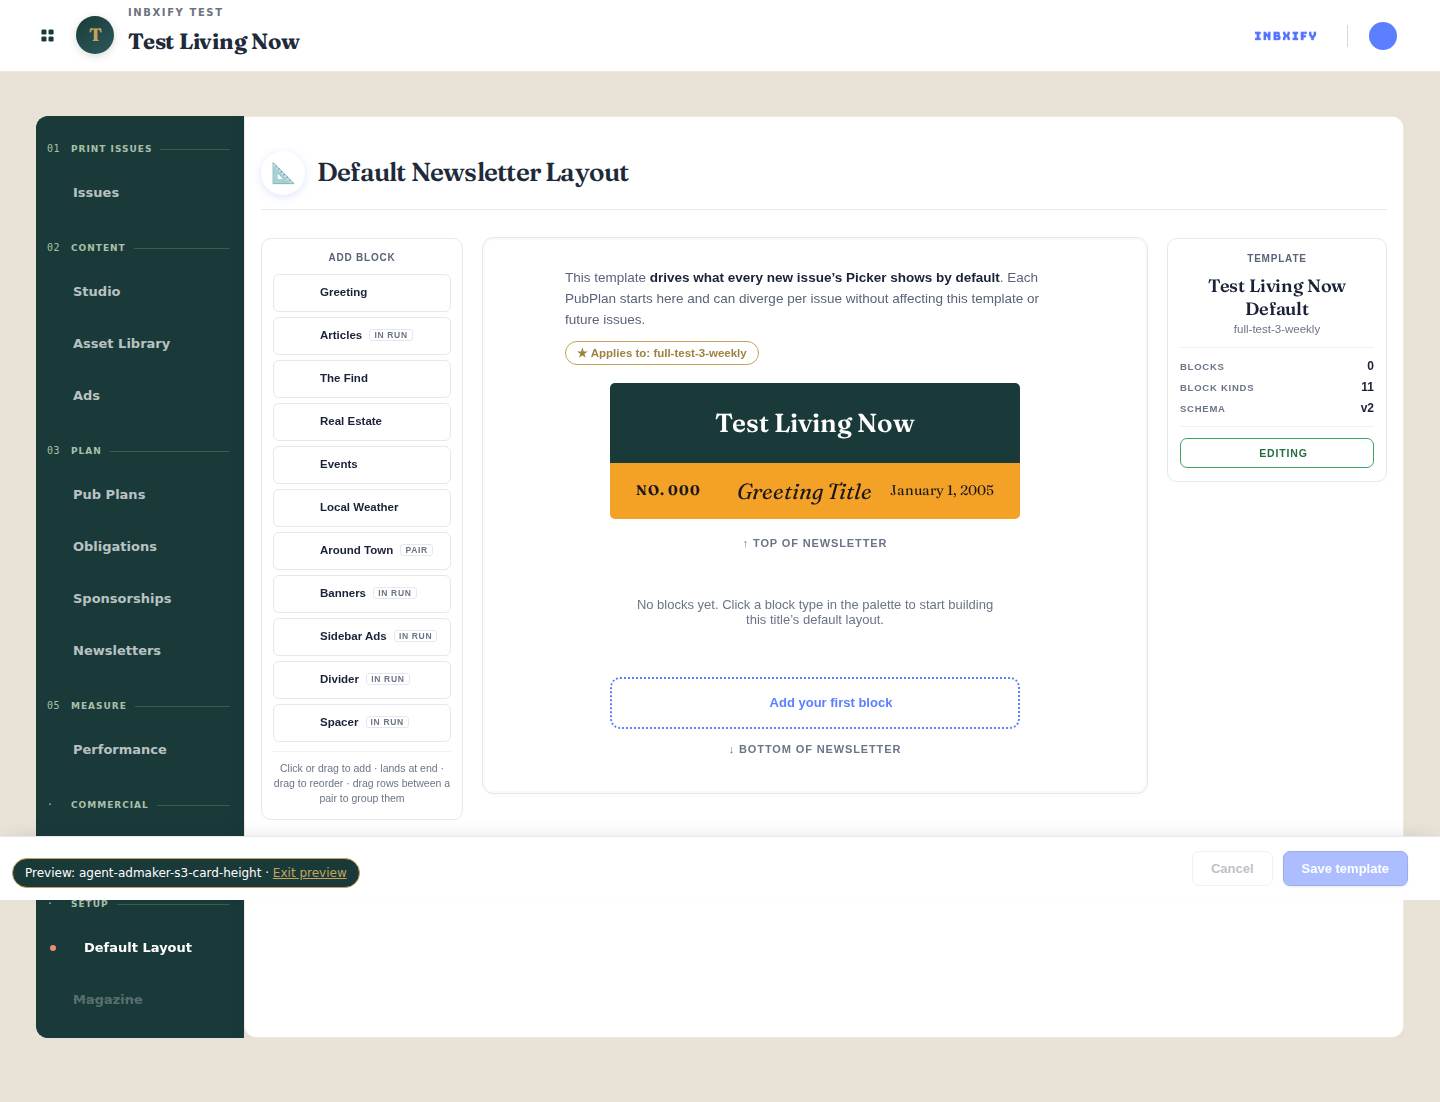 INBXIFY TEST
T
Test Living Now
INBXIFY
01 PRINT ISSUES
Issues
02 CONTENT
Studio
Asset Library
Ads
03 PLAN
Pub Plans
Obligations
Sponsorships
Newsletters
05 MEASURE
Performance
· COMMERCIAL
· SETUP
Default Layout
Magazine
Default Newsletter Layout
ADD BLOCK
Greeting
Articles IN RUN
The Find
Real Estate
Events
Local Weather
Around Town PAIR
Banners IN RUN
Sidebar Ads IN RUN
Divider IN RUN
Spacer IN RUN
Click or drag to add · lands at end ·
drag to reorder · drag rows between a
pair to group them
This template drives what every new issue’s Picker shows by default. Each
PubPlan starts here and can diverge per issue without affecting this template or
future issues.
★ Applies to: full-test-3-weekly
Test Living Now
NO. 000 Greeting Title January 1, 2005
↑ TOP OF NEWSLETTER
No blocks yet. Click a block type in the palette to start building
this title’s default layout.
Add your first block
↓ BOTTOM OF NEWSLETTER
TEMPLATE
Test Living Now
Default
full-test-3-weekly
BLOCKS 0
BLOCK KINDS 11
SCHEMA v2
EDITING
Preview: agent-admaker-s3-card-height · Exit preview
Cancel
Save template